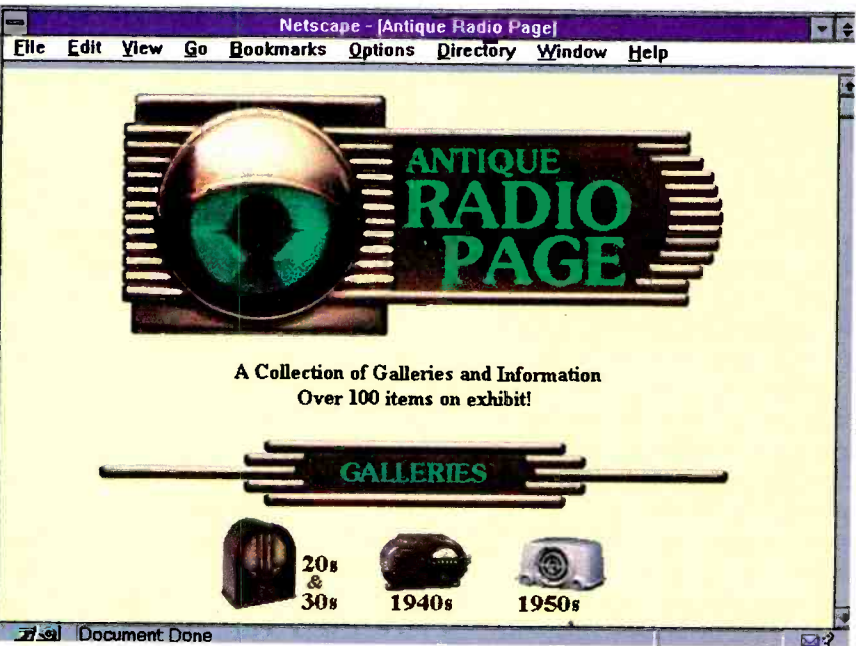 Netscape - [Antique Radio Page]
File Edit View Go Bookmarks Options Directory Window Help
ANTIQUE
RADIO
PAGE
A Collection of Galleries and Information
Over 100 items on exhibit!
GALLERIES
20s
&
30s
1940s
1950s
Document Done